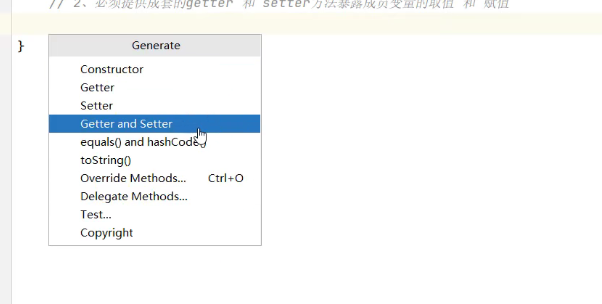 // 2、必须提供成套的getter 和 setter方法暴露成员变量的取值 和 赋值
}
Generate
Constructor
Getter
Setter
Getter and Setter
equals() and hashCode()
toString()
Override Methods... Ctrl+O
Delegate Methods...
Test...
Copyright